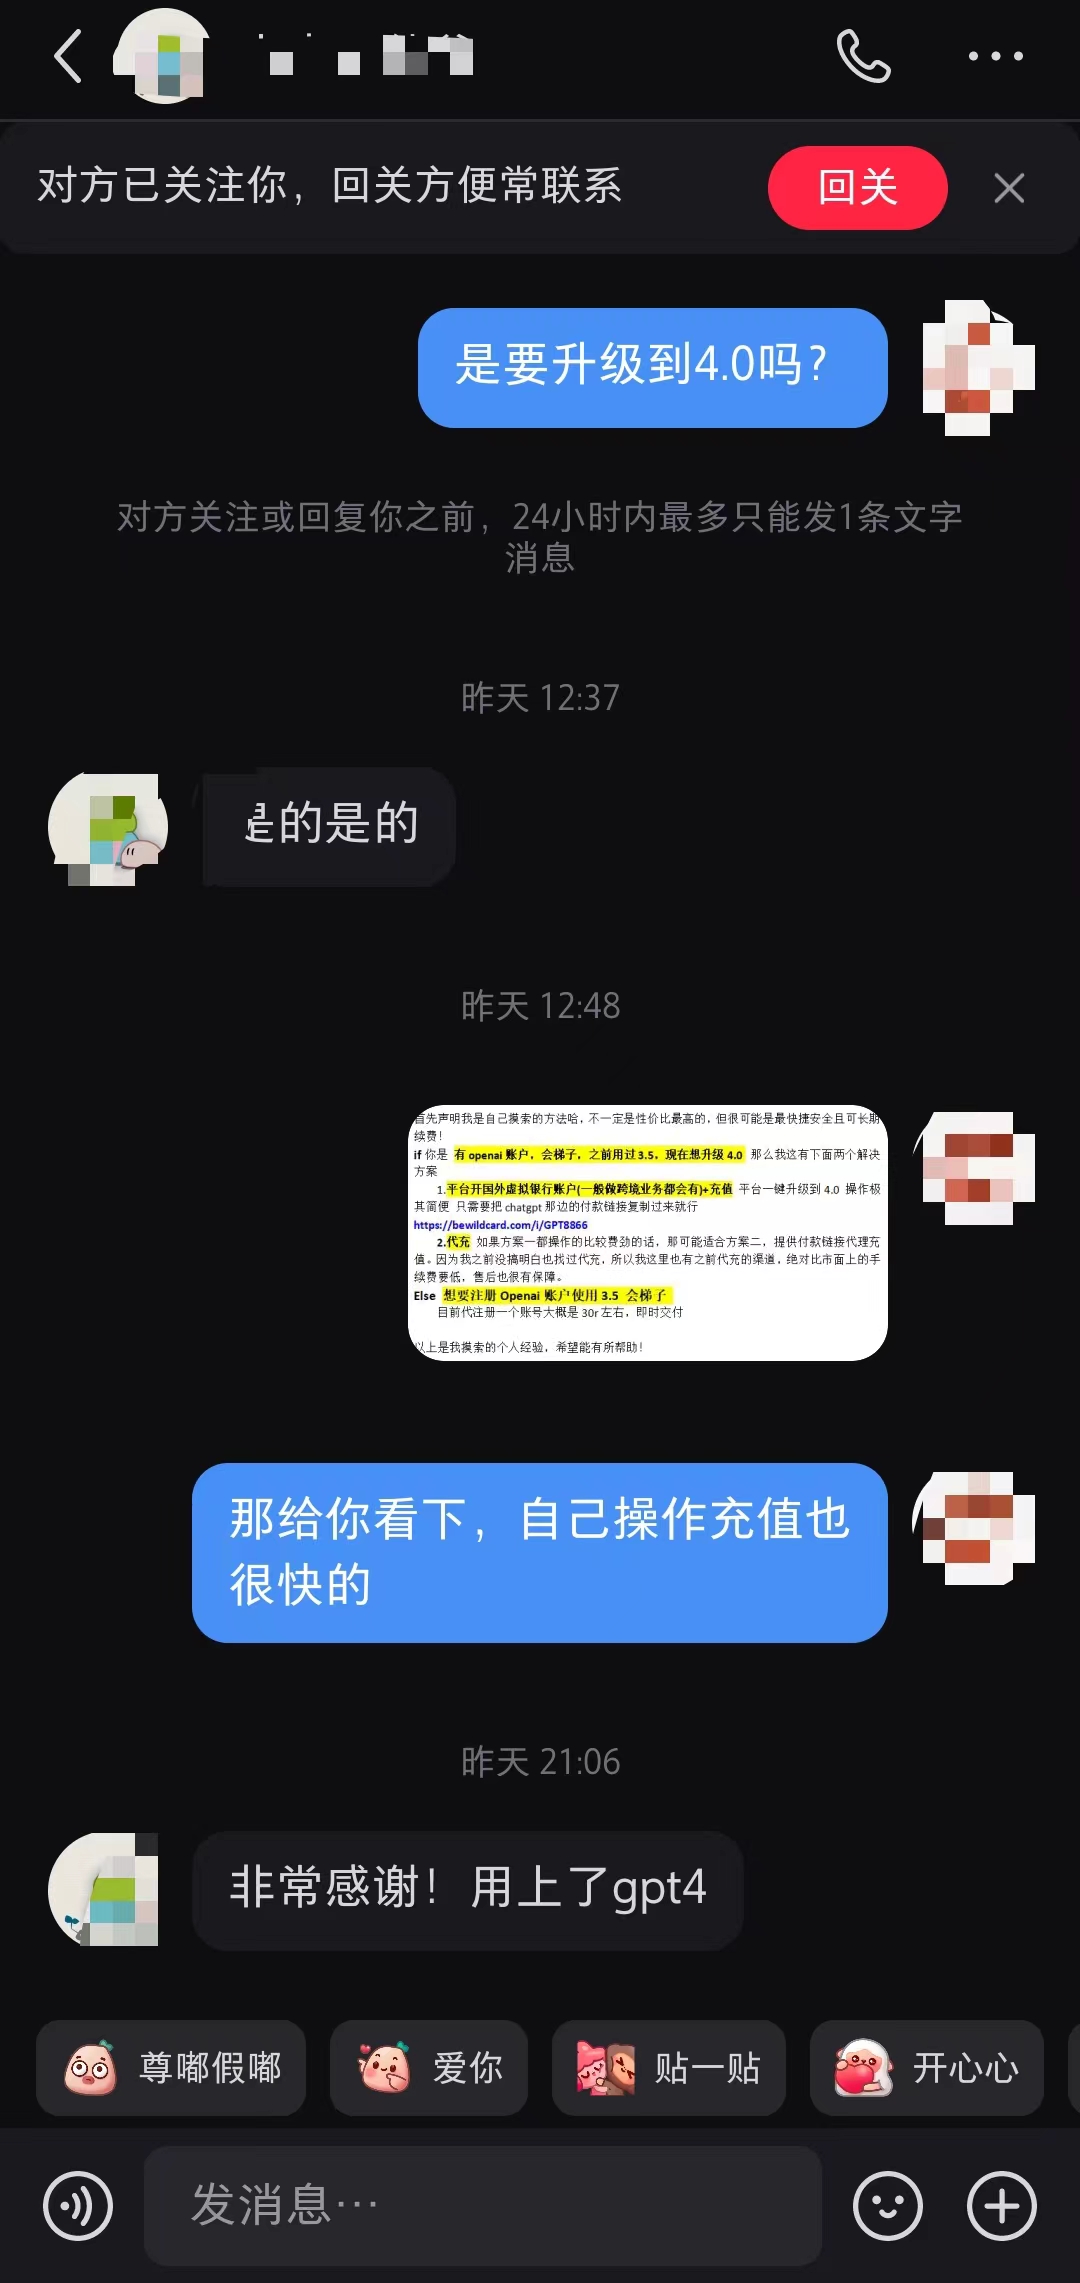 对方已关注你，回关方便常联系
回关
是要升级到4.0吗？
对方关注或回复你之前，24小时内最多只能发1条文字
消息
昨天 12:37
是的是的
昨天 12:48
首先声明我是自己摸索的方法哈，不一定是性价比最高的，但很可能是最快捷安全且可长期
续费！
if 你是 有 openai 账户，会梯子，之前用过 3.5，现在想升级 4.0 那么我这有下面两个解决
方案
1.平台开国外虚拟银行账户(一般做跨境业务都会有)+充值 平台一键升级到 4.0 操作极
其简便 只需要把 chatgpt 那边的付款链接复制过来就行
https://bewildcard.com/i/GPT8866
2.代充 如果方案一都操作的比较费劲的话，那可能适合方案二，提供付款链接代理充
值。因为我之前没搞明白也找过代充，所以我这里也有之前代充的渠道，绝对比市面上的手
续费要低，售后也很有保障。
Else 想要注册 Openai 账户使用 3.5 会梯子
目前代注册一个账号大概是 30r 左右，即时交付
以上是我摸索的个人经验，希望能有所帮助！
那给你看下，自己操作充值也
很快的
昨天 21:06
非常感谢！用上了gpt4
尊嘟假嘟
爱你
贴一贴
开心心
发消息···